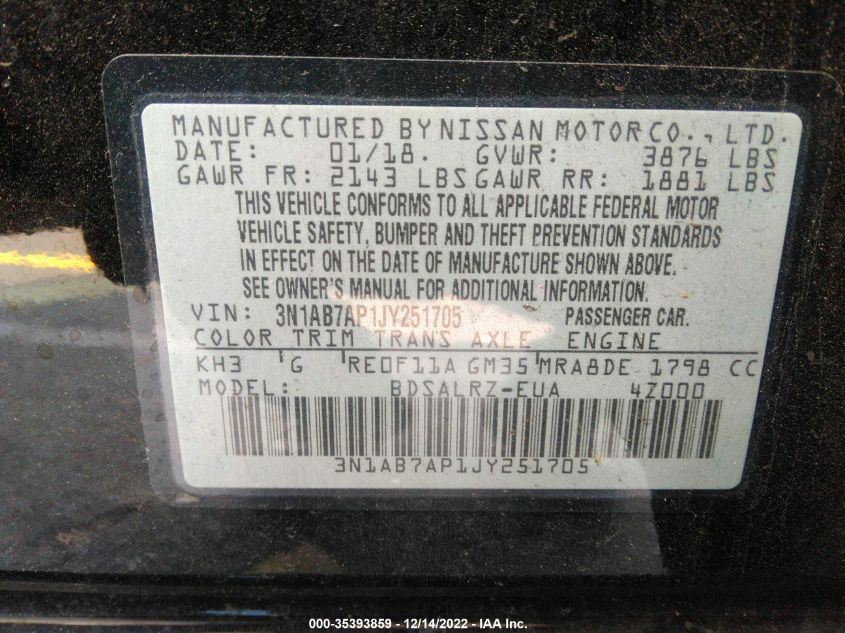 MANUFACTURED BY NISSAN MOTOR CO., LTD.
DATE: 01/18. GVWR: 3876 LBS
GAWR FR: 2143 LBS GAWR RR: 1881 LBS
THIS VEHICLE CONFORMS TO ALL APPLICABLE FEDERAL MOTOR
VEHICLE SAFETY, BUMPER AND THEFT PREVENTION STANDARDS
IN EFFECT ON THE DATE OF MANUFACTURE SHOWN ABOVE.
SEE OWNER'S MANUAL FOR ADDITIONAL INFORMATION.
VIN: 3N1AB7AP1JY251705 PASSENGER CAR.
COLOR TRIM TRANS AXLE ENGINE
KH3 G RE0F11A GM35 MRA8DE 1798 CC
MODEL: BDSALRZ-EUA 4Z000
3N1AB7AP1JY251705
000-35393859 - 12/14/2022 - IAA Inc.